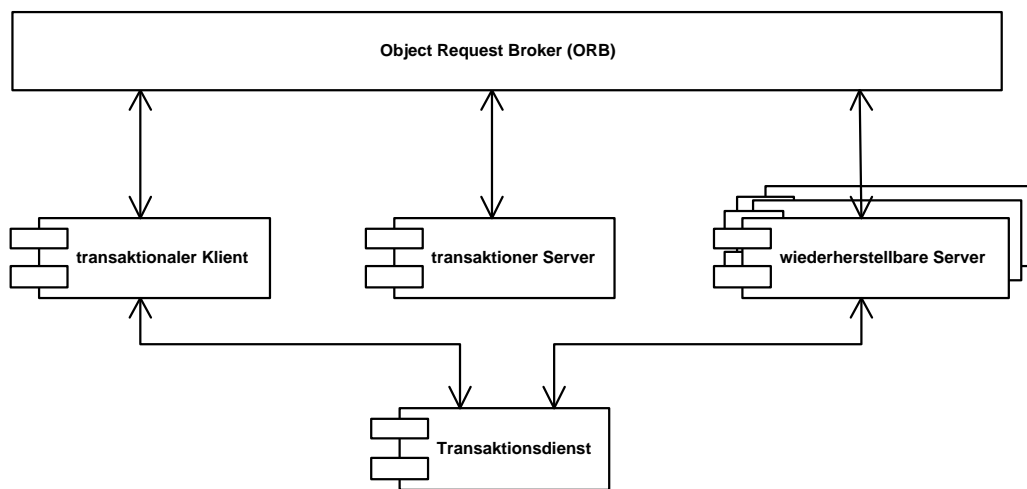 Object Request Broker (ORB)
transaktionaler Klient
transaktioner Server
wiederherstellbare Server
Transaktionsdienst